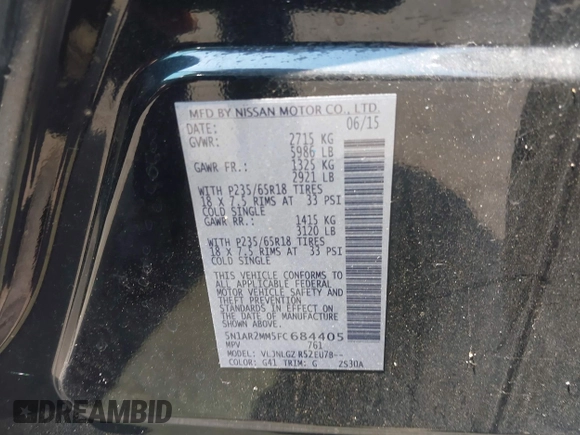 MFD BY NISSAN MOTOR CO., LTD.
DATE: 06/15
GVWR: 2715 KG
5986 LB
GAWR FR.: 1325 KG
2921 LB
WITH P235/65R18 TIRES
18 X 7.5 RIMS AT 33 PSI
COLD SINGLE
GAWR RR.: 1415 KG
3120 LB
WITH P235/65R18 TIRES
18 X 7.5 RIMS AT 33 PSI
COLD SINGLE
THIS VEHICLE CONFORMS TO
ALL APPLICABLE FEDERAL
MOTOR VEHICLE SAFETY AND
THEFT PREVENTION
STANDARDS IN EFFECT ON
THE DATE OF MANUFACTURE
SHOWN ABOVE.
5N1AR2MM5FC684405
MPV 761
MODEL: VLJNLGZ RS2EU7B--
COLOR: G41 TRIM: G ZS30A
DREAMBID